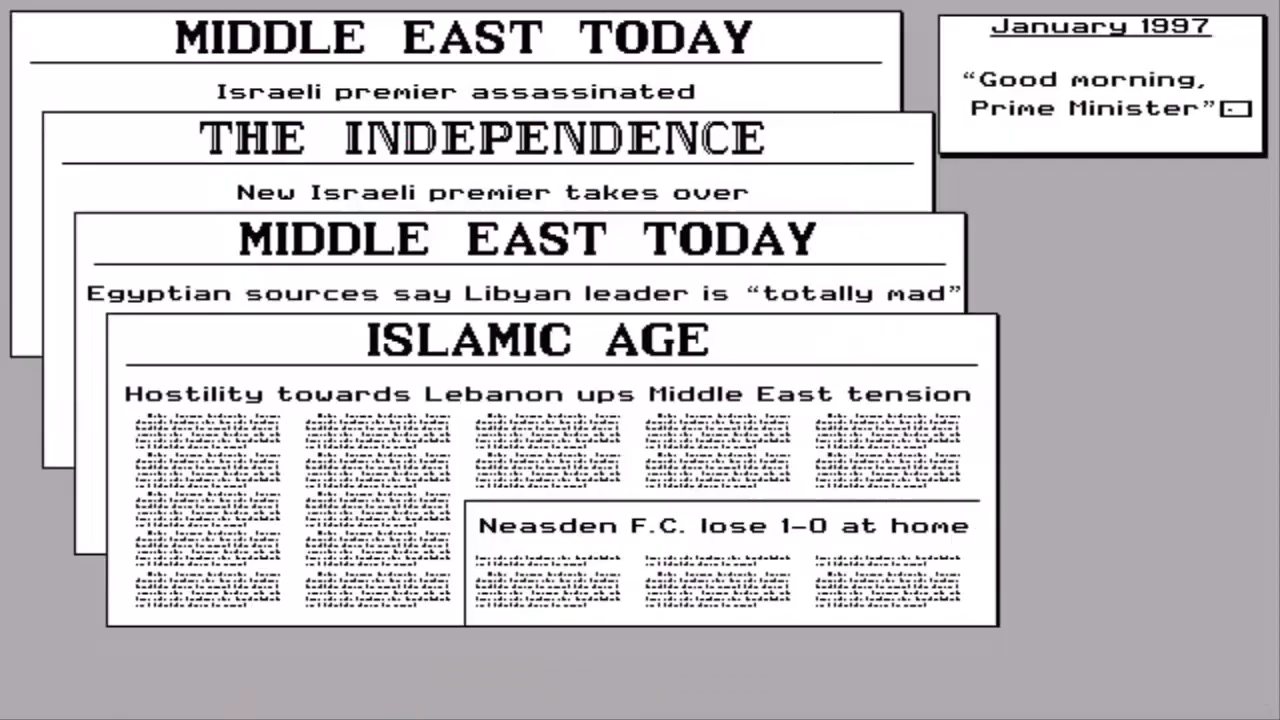 MIDDLE EAST TODAY
Israeli premier assassinated
THE INDEPENDENCE
New Israeli premier takes over
MIDDLE EAST TODAY
Egyptian sources say Libyan leader is “totally mad”
ISLAMIC AGE
Hostility towards Lebanon ups Middle East tension
Neasden F.C. lose 1-0 at home
January 1997
“Good morning,
Prime Minister”